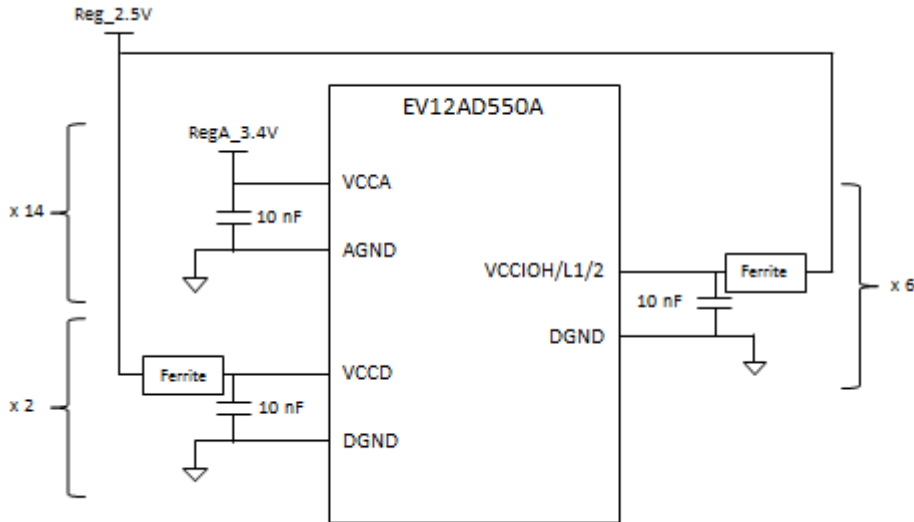 Reg_2.5V
EV12AD550A
RegA_3.4V
VCCA
x 14
10 nF
AGND
VCCIOH/L1/2
Ferrite
x 6
10 nF
DGND
Ferrite
VCCD
x 2
10 nF
DGND